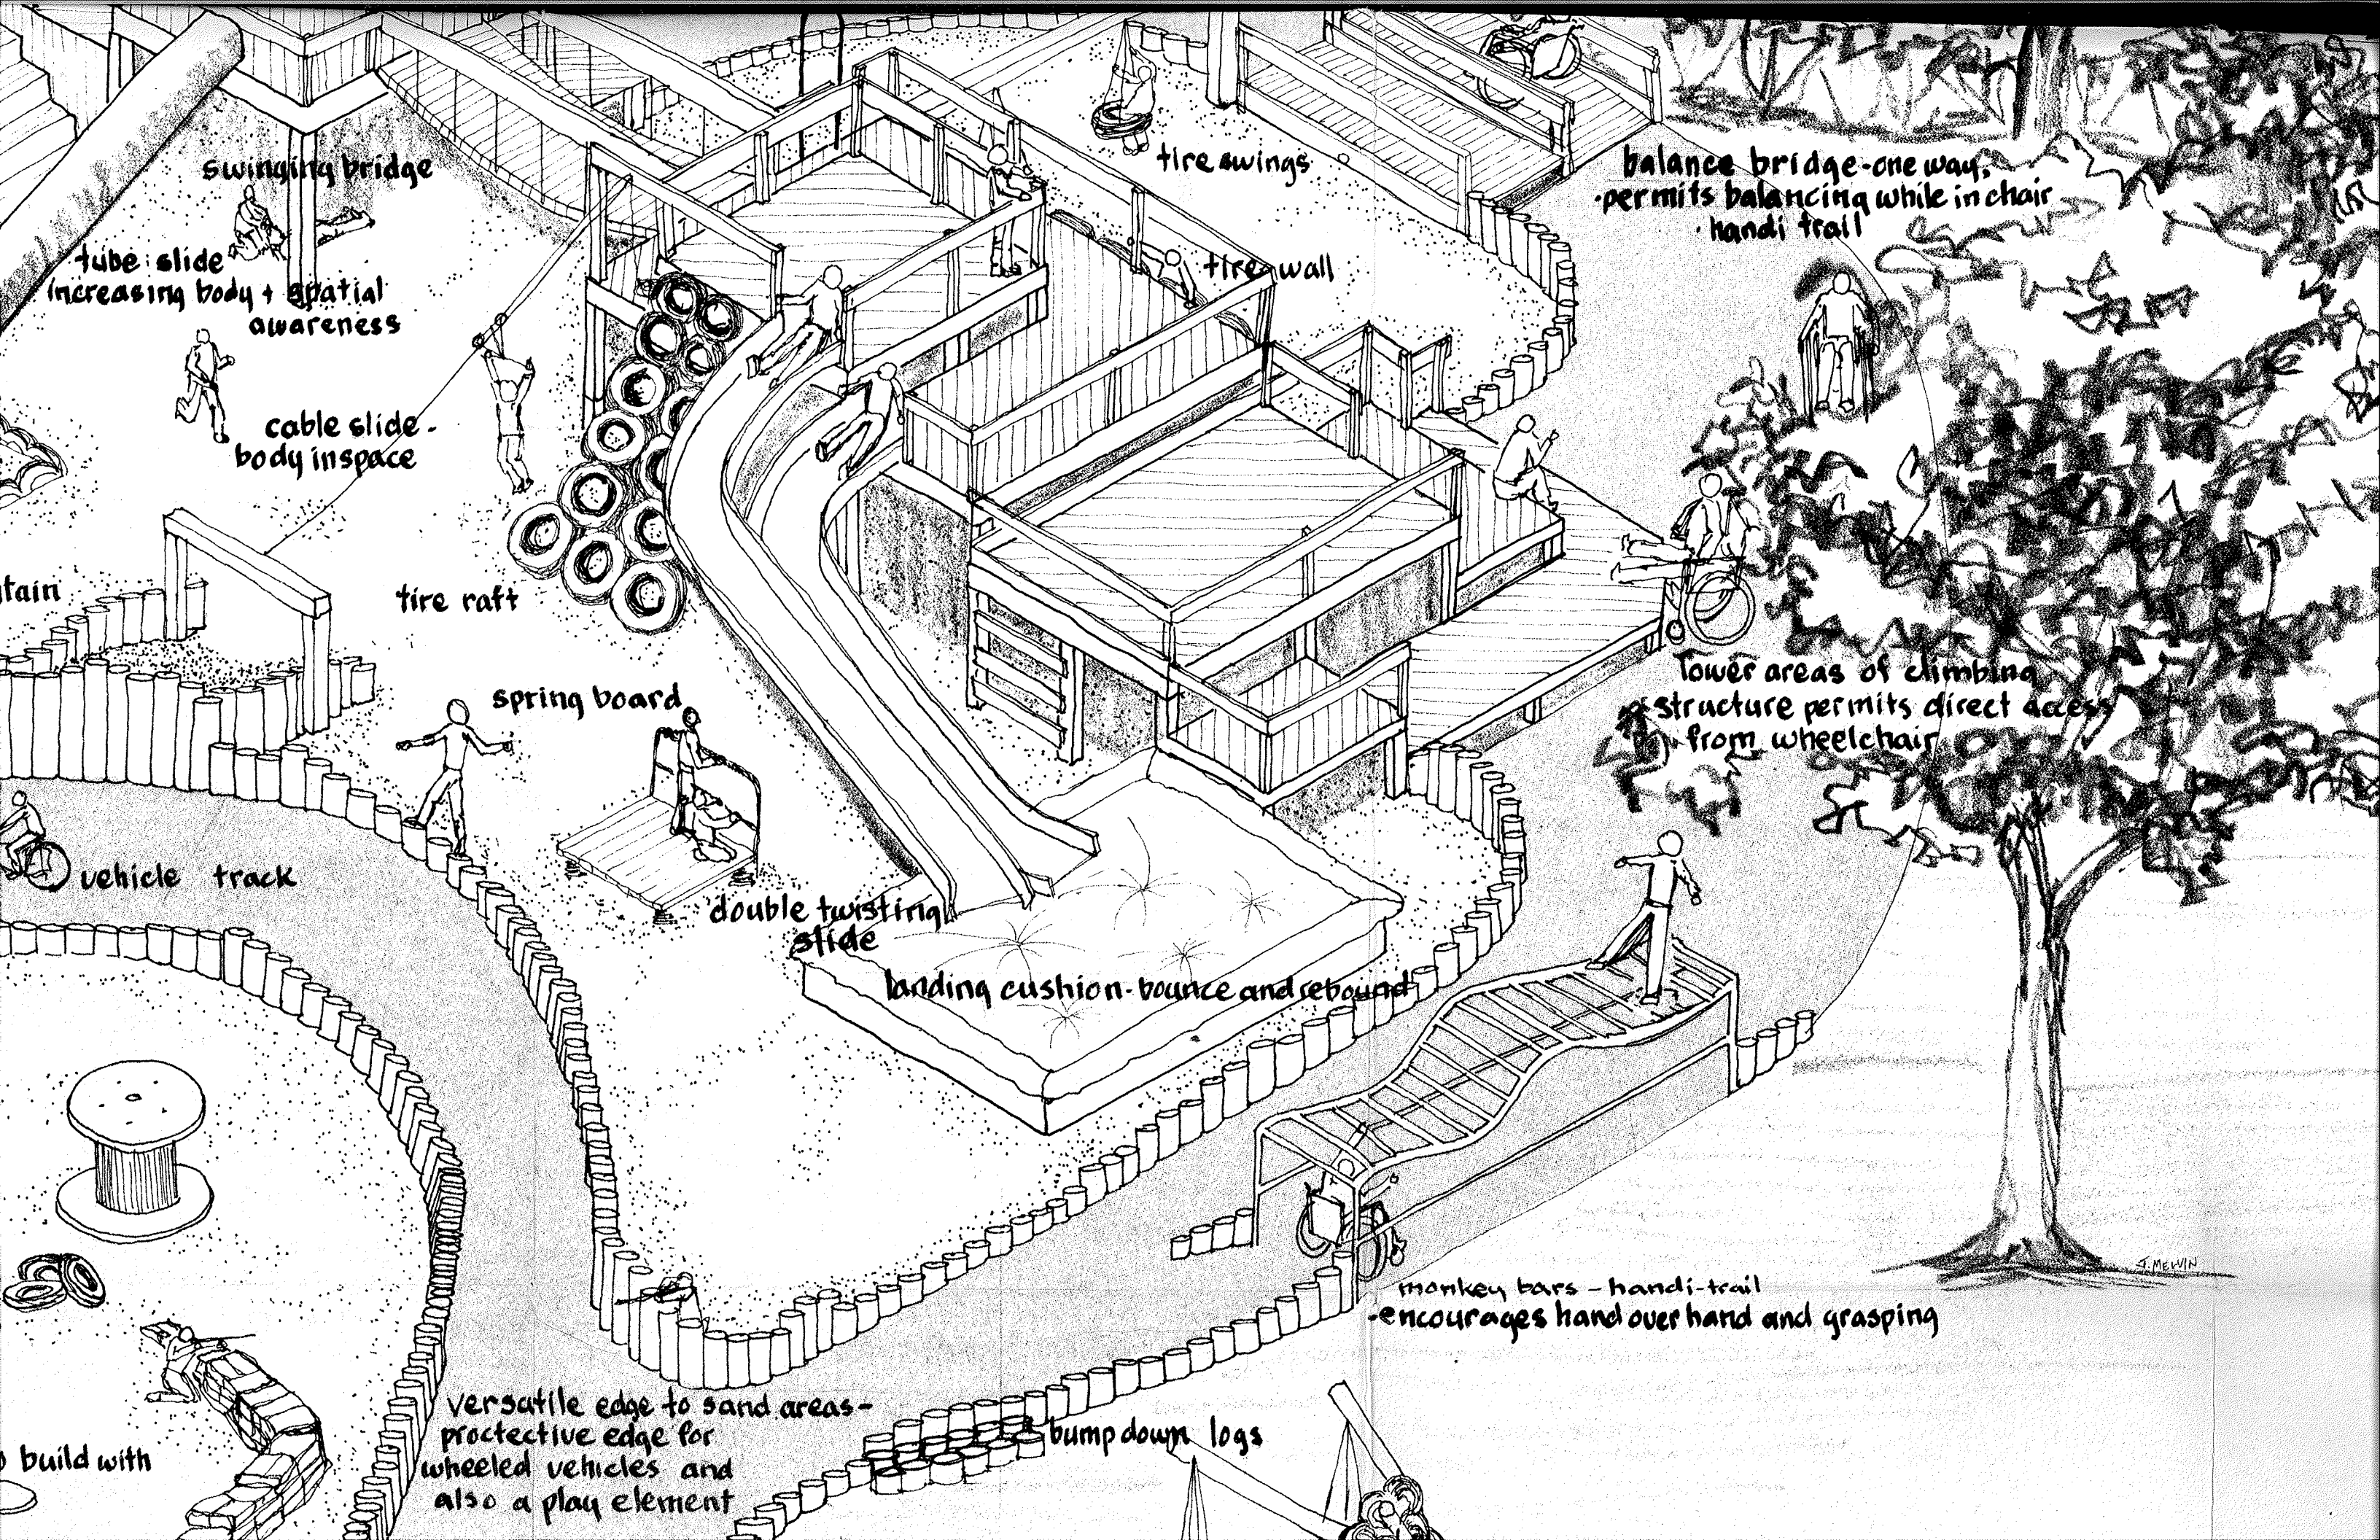 swinging bridge
tire swings
balance bridge-one way,
·permits balancing while in chair
· handi trail
tube slide
increasing body + spatial
awareness
tire wall
cable slide -
body in space
tain
tire raft
spring board
lower areas of climbing
structure permits direct access
from wheelchair
vehicle track
double twisting
slide
landing cushion-bounce and rebound
J. MELVIN
monkey bars - handi-trail
-encourages hand over hand and grasping
versatile edge to sand areas-
proctective edge for
wheeled vehicles and
also a play element
bump down logs
o build with